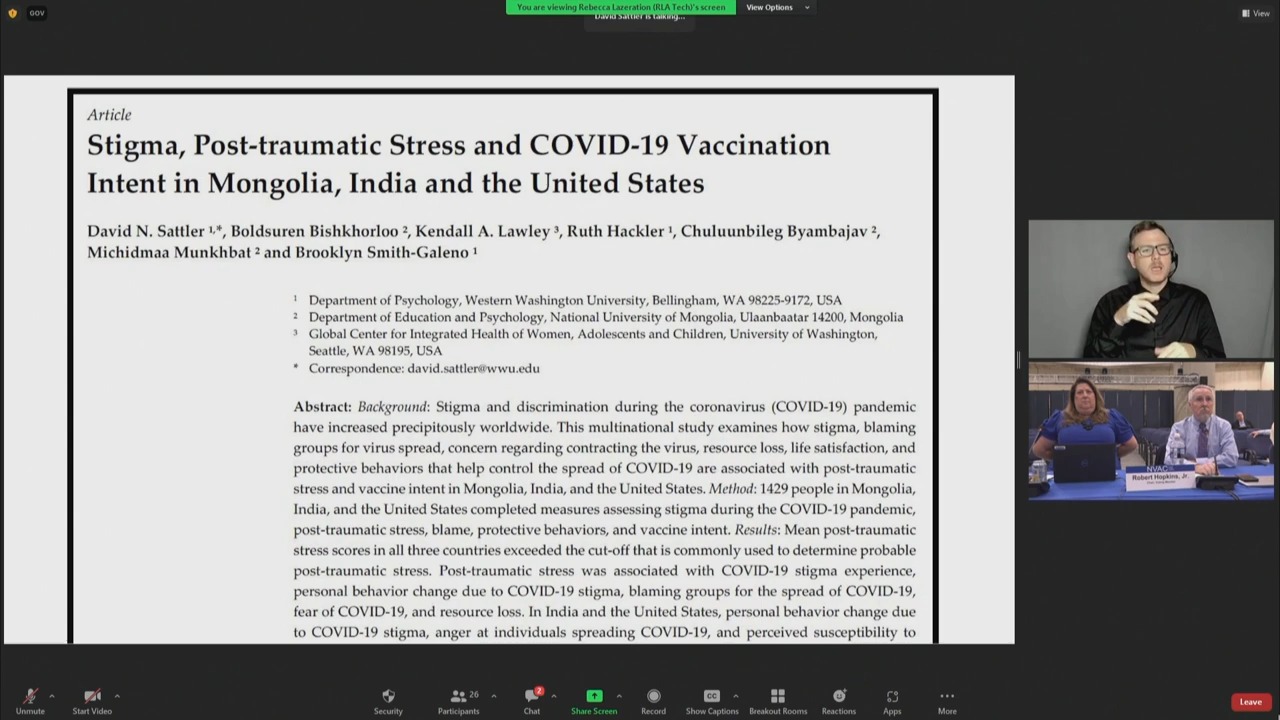 GOV
You are viewing Rebecca Lazeration (RLA Tech)'s screen
View Options
David Sattler is talking...
View
Article
Stigma, Post-traumatic Stress and COVID-19 Vaccination
Intent in Mongolia, India and the United States
David N. Sattler ¹,*, Boldsuren Bishkhorloo ², Kendall A. Lawley ³, Ruth Hackler ¹, Chuluunbileg Byambajav ²,
Michidmaa Munkhbat ² and Brooklyn Smith-Galeno ¹
¹ Department of Psychology, Western Washington University, Bellingham, WA 98225-9172, USA
² Department of Education and Psychology, National University of Mongolia, Ulaanbaatar 14200, Mongolia
³ Global Center for Integrated Health of Women, Adolescents and Children, University of Washington,
Seattle, WA 98195, USA
* Correspondence: david.sattler@wwu.edu
Abstract: Background: Stigma and discrimination during the coronavirus (COVID-19) pandemic
have increased precipitously worldwide. This multinational study examines how stigma, blaming
groups for virus spread, concern regarding contracting the virus, resource loss, life satisfaction, and
protective behaviors that help control the spread of COVID-19 are associated with post-traumatic
stress and vaccine intent in Mongolia, India, and the United States. Method: 1429 people in Mongolia,
India, and the United States completed measures assessing stigma during the COVID-19 pandemic,
post-traumatic stress, blame, protective behaviors, and vaccine intent. Results: Mean post-traumatic
stress scores in all three countries exceeded the cut-off that is commonly used to determine probable
post-traumatic stress. Post-traumatic stress was associated with COVID-19 stigma experience,
personal behavior change due to COVID-19 stigma, blaming groups for the spread of COVID-19,
fear of COVID-19, and resource loss. In India and the United States, personal behavior change due
to COVID-19 stigma, anger at individuals spreading COVID-19, and perceived susceptibility to
NVAC
Robert Hopkins, Jr.
Unmute
Start Video
Security
Participants
26
Chat
2
Share Screen
Record
CC
Show Captions
Breakout Rooms
Reactions
Apps
More
Leave